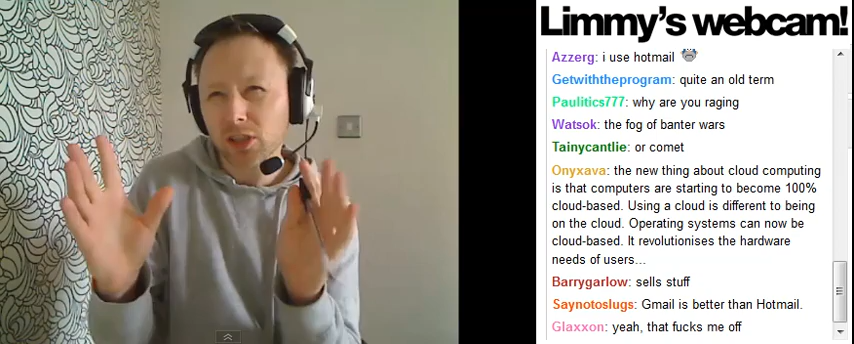 Limmy's webcam!
Azzerg: i use hotmail
Getwiththeprogram: quite an old term
Paulitics777: why are you raging
Watsok: the fog of banter wars
Tainycantlie: or comet
Onyxava: the new thing about cloud computing
is that computers are starting to become 100%
cloud-based. Using a cloud is different to being
on the cloud. Operating systems can now be
cloud-based. It revolutionises the hardware
needs of users...
Barrygarlow: sells stuff
Saynotoslugs: Gmail is better than Hotmail.
Glaxxon: yeah, that fucks me off